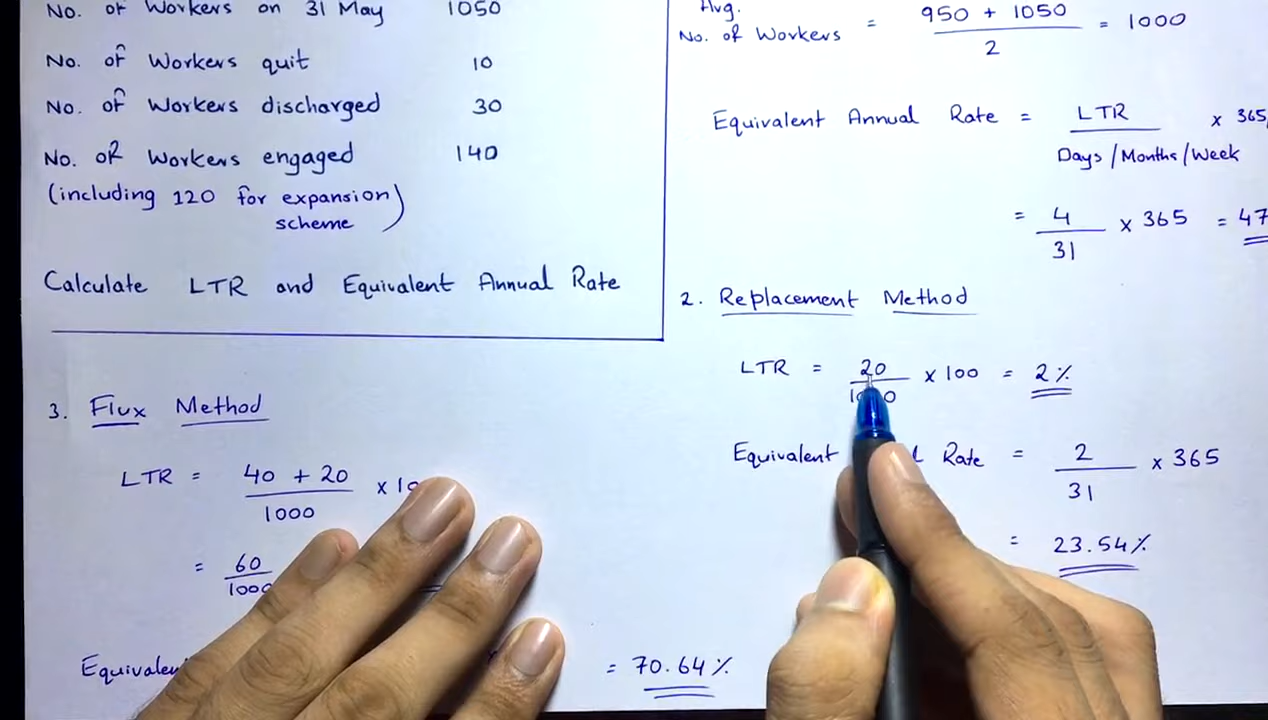 No. of Workers on 31 May 1050
No. of Workers quit 10
No. of Workers discharged 30
No. of Workers engaged 140
(including 120 for expansion scheme)
Calculate LTR and Equivalent Annual Rate
3. Flux Method
LTR = 40 + 20 x
1000
= 60
Equivalen
= 70.64%
Avg.
No. of Workers = 950 + 1050 = 1000
2
Equivalent Annual Rate = LTR x 365
Days/Months/Week
= 4 x 365 = 47
31
2. Replacement Method
LTR = 20 x 100 = 2%
Equivalent Rate = 2 x 365
31
= 23.54%